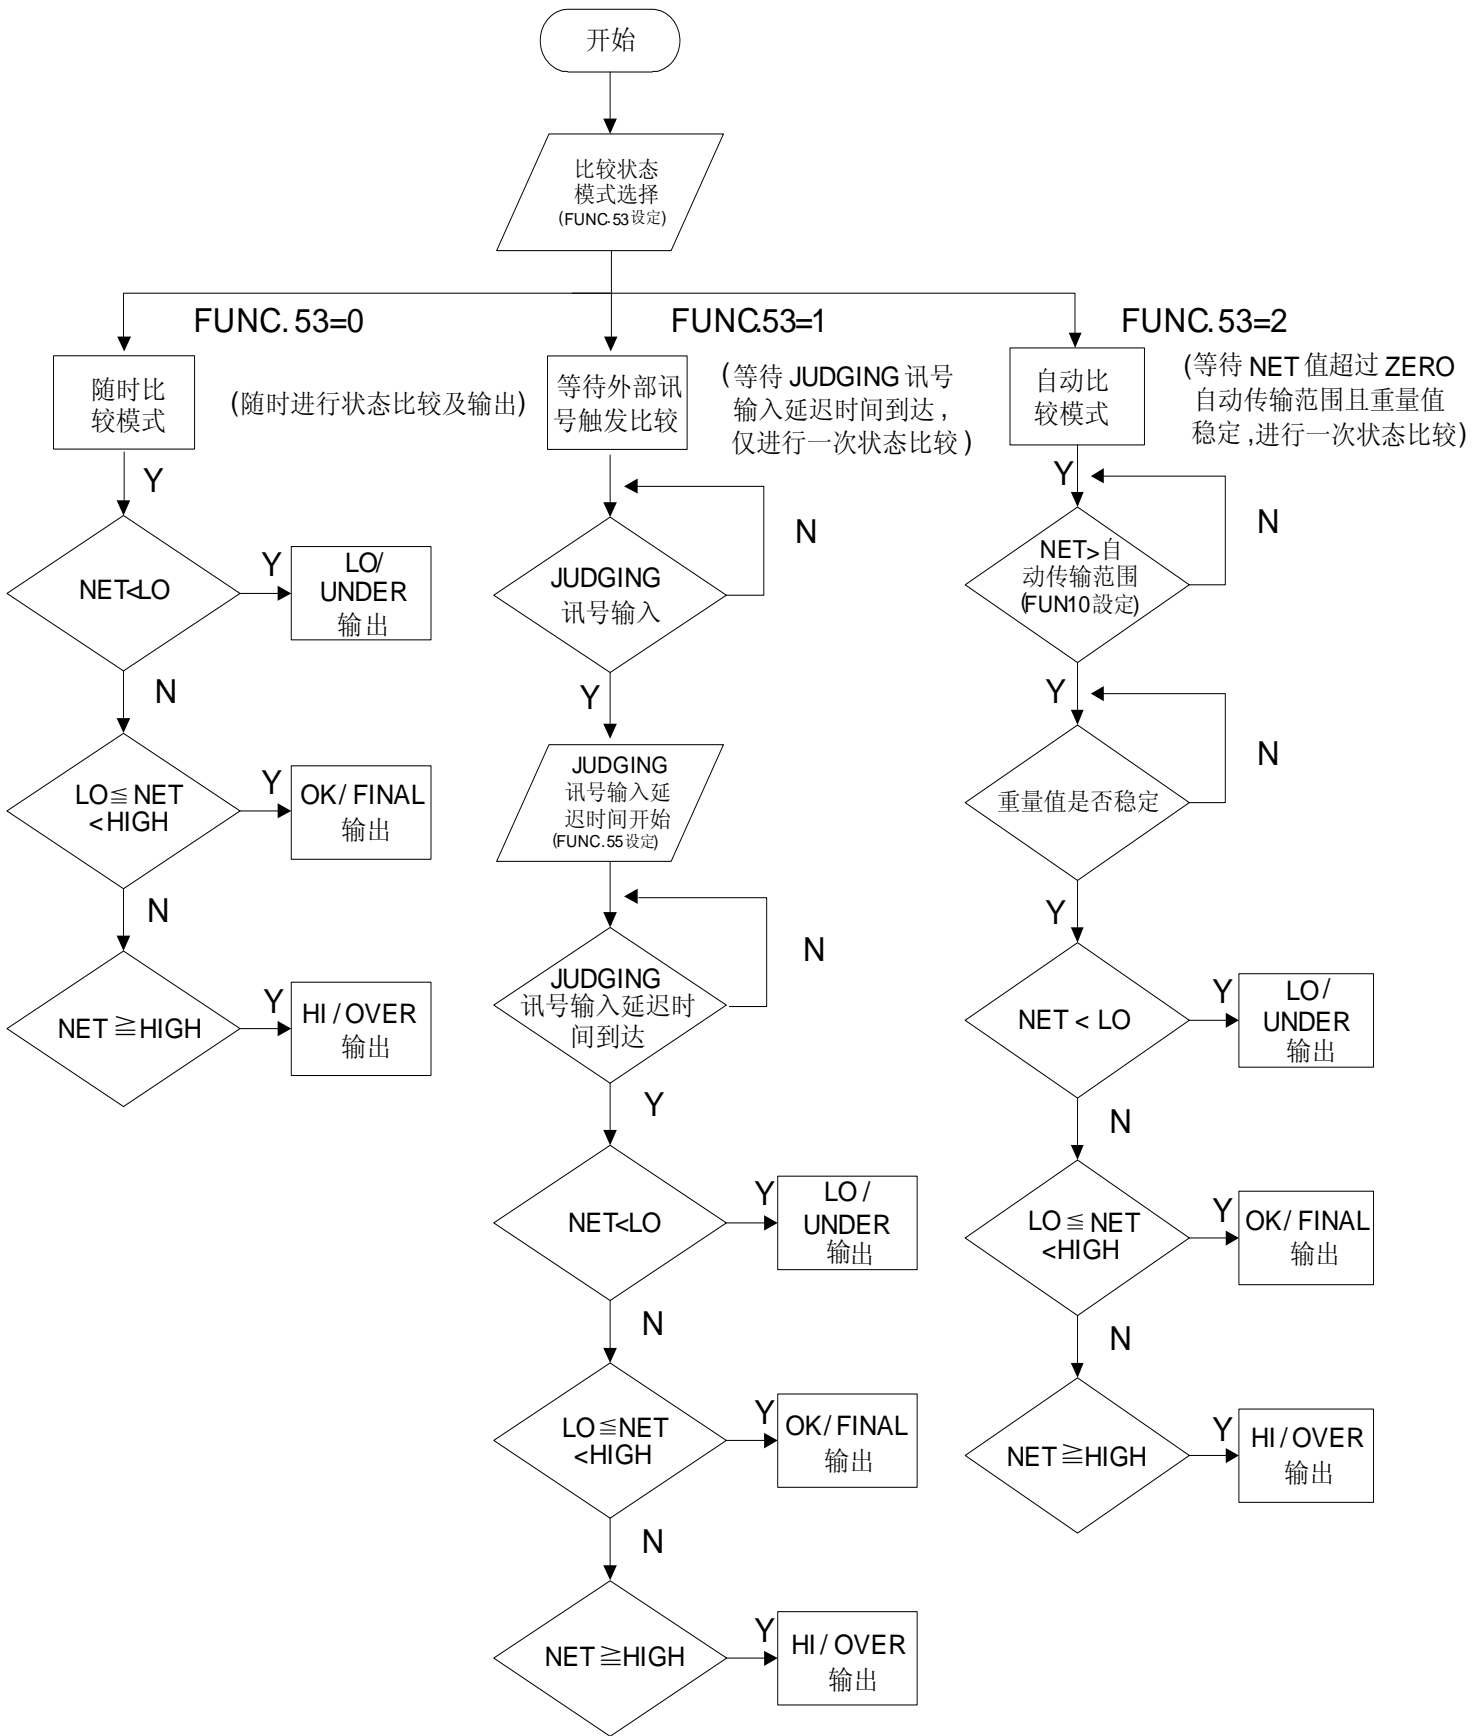 开始
比较状态
模式选择
(FUNC.53设定)
FUNC.53=0
FUNC.53=1
FUNC.53=2
随时比
较模式
(随时进行状态比较及输出)
Y
NET<LO
Y
LO/
UNDER
输出
N
LO≦NET
<HIGH
Y
OK/FINAL
输出
N
NET≧HIGH
Y
HI/OVER
输出
等待外部讯
号触发比较
(等待 JUDGING 讯号
输入延迟时间到达,
仅进行一次状态比较)
N
JUDGING
讯号输入
Y
JUDGING
讯号输入延
迟时间开始
(FUNC.55设定)
N
JUDGING
讯号输入延迟时
间到达
Y
NET<LO
Y
LO/
UNDER
输出
N
LO≦NET
<HIGH
Y
OK/FINAL
输出
N
NET≧HIGH
Y
HI/OVER
输出
自动比
较模式
(等待 NET 值超过 ZERO
自动传输范围且重量值
稳定,进行一次状态比较)
Y
N
NET>自
动传输范围
(FUN10設定)
Y
N
重量值是否稳定
Y
NET < LO
Y
LO/
UNDER
输出
N
LO≦NET
<HIGH
Y
OK/FINAL
输出
N
NET≧HIGH
Y
HI/OVER
输出